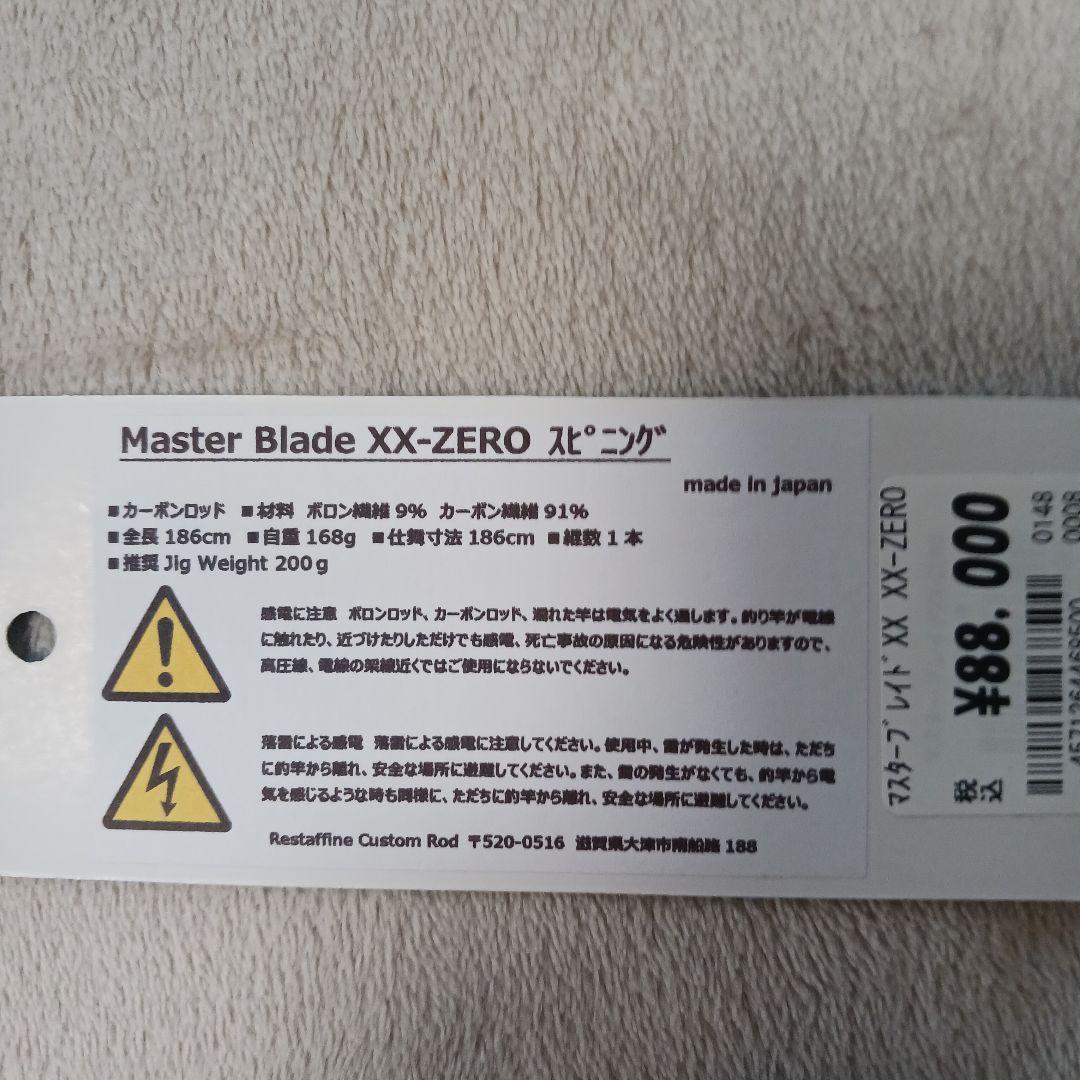 Master Blade XX-ZERO ｽﾋﾟﾆﾝｸﾞ
made in japan
■カーボンロッド ■材料 ボロン繊維 9% カーボン繊維 91%
■全長 186cm ■自重 168g ■仕舞寸法 186cm ■継数 1 本
■推奨 Jig Weight 200ｇ
感電に注意 ボロンロッド、カーボンロッド、濡れた竿は電気をよく通します。釣り竿が電線
に触れたり、近づけたりしただけでも感電、死亡事故の原因になる危険性がありますので、
高圧線、電線の架線近くではご使用にならないでください。
落雷による感電 落雷による感電に注意してください。使用中、雷が発生した時は、ただち
に釣竿から離れ、安全な場所に避難してください。また、雷の発生がなくても、釣竿から電
気を感じるような時も同様に、ただちに釣竿から離れ、安全な場所に避難してください。
Restaffine Custom Rod 〒520-0516 滋賀県大津市南船路 188
ﾏｽﾀｰﾌﾞﾚｲﾄﾞXX XX-ZERO
税込 ¥88,000
0148
0008